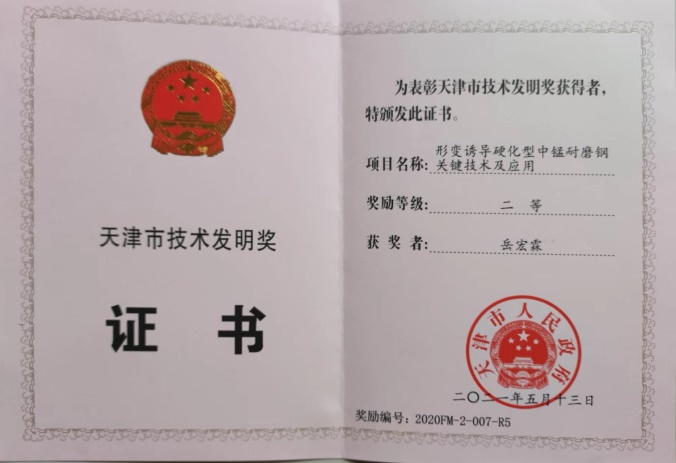 天津市技术发明奖
证 书
为表彰天津市技术发明奖获得者，
特颁发此证书。
项目名称：形变诱导硬化型中锰耐磨钢
关键技术及应用
奖励等级：二 等
获 奖 者：岳宏霖
天津市人民政府
二〇二一年五月十三日
奖励编号：2020FM-2-007-R5